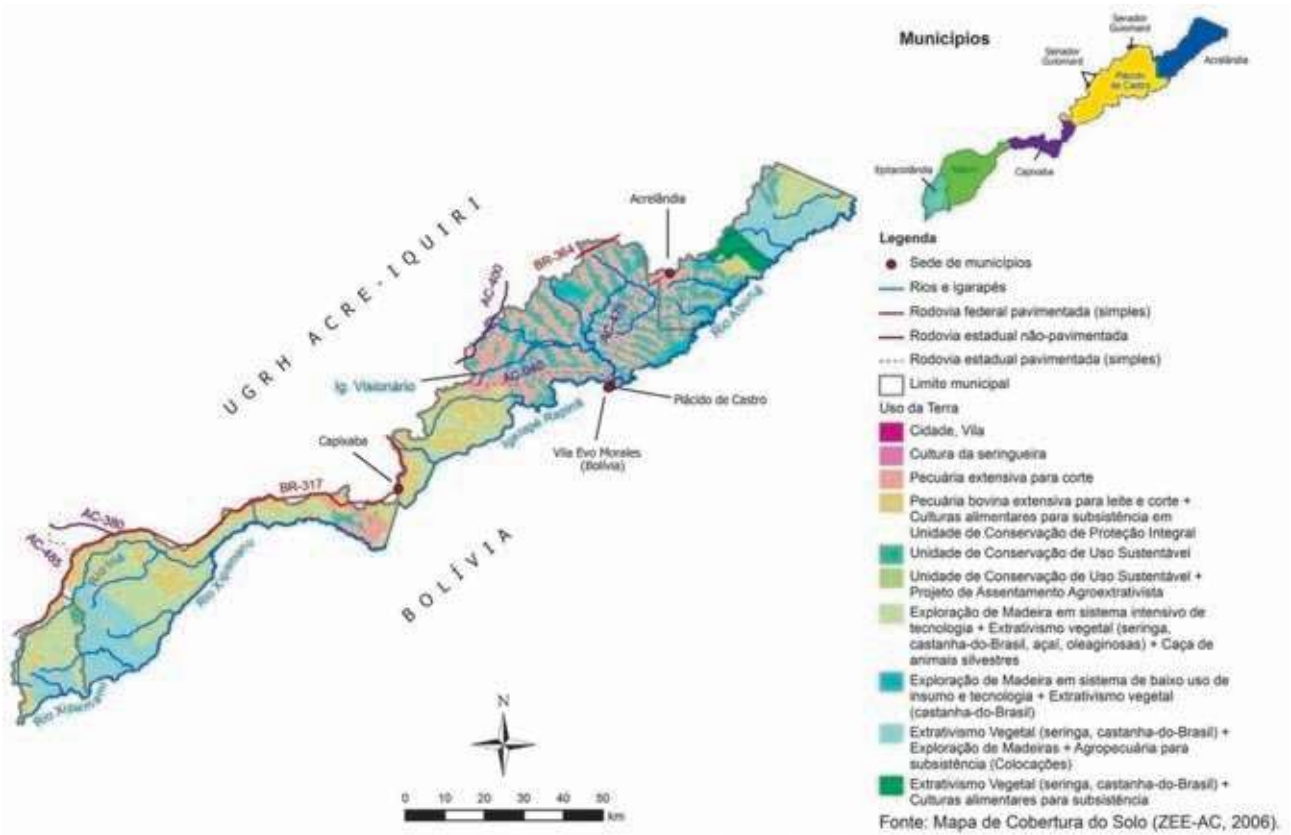 Municípios
Senador
Guiomard
Senador
Guiomard
Acrelândia
Plácido
de Castro
Epitaciolândia
Capixaba
UGRH ACRE-IQUIRI
BOLÍVIA
Acrelândia
BR-364
AC-400
AC-475
Rio Abunã
Ig. Visionário
AC-040
Plácido de Castro
Igarapé Rapirrã
Vila Evo Morales
(Bolívia)
Capixaba
BR-317
AC-380
AC-485
Rio Xipamanu
Rio Xipamanu
N
0 10 20 30 40 50
km
Legenda
Sede de municípios
Rios e igarapés
Rodovia federal pavimentada (simples)
Rodovia estadual não-pavimentada
Rodovia estadual pavimentada (simples)
Limite municipal
Uso da Terra
Cidade, Vila
Cultura da seringueira
Pecuária extensiva para corte
Pecuária bovina extensiva para leite e corte +
Culturas alimentares para subsistência em
Unidade de Conservação de Proteção Integral
Unidade de Conservação de Uso Sustentável
Unidade de Conservação de Uso Sustentável +
Projeto de Assentamento Agroextrativista
Exploração de Madeira em sistema intensivo de
tecnologia + Extrativismo vegetal (seringa,
castanha-do-Brasil, açaí, oleaginosas) + Caça de
animais silvestres
Exploração de Madeira em sistema de baixo uso de
insumo e tecnologia + Extrativismo vegetal
(castanha-do-Brasil)
Extrativismo Vegetal (seringa, castanha-do-Brasil) +
Exploração de Madeiras + Agropecuária para
subsistência (Colocações)
Extrativismo Vegetal (seringa, castanha-do-Brasil) +
Culturas alimentares para subsistência
Fonte: Mapa de Cobertura do Solo (ZEE-AC, 2006).